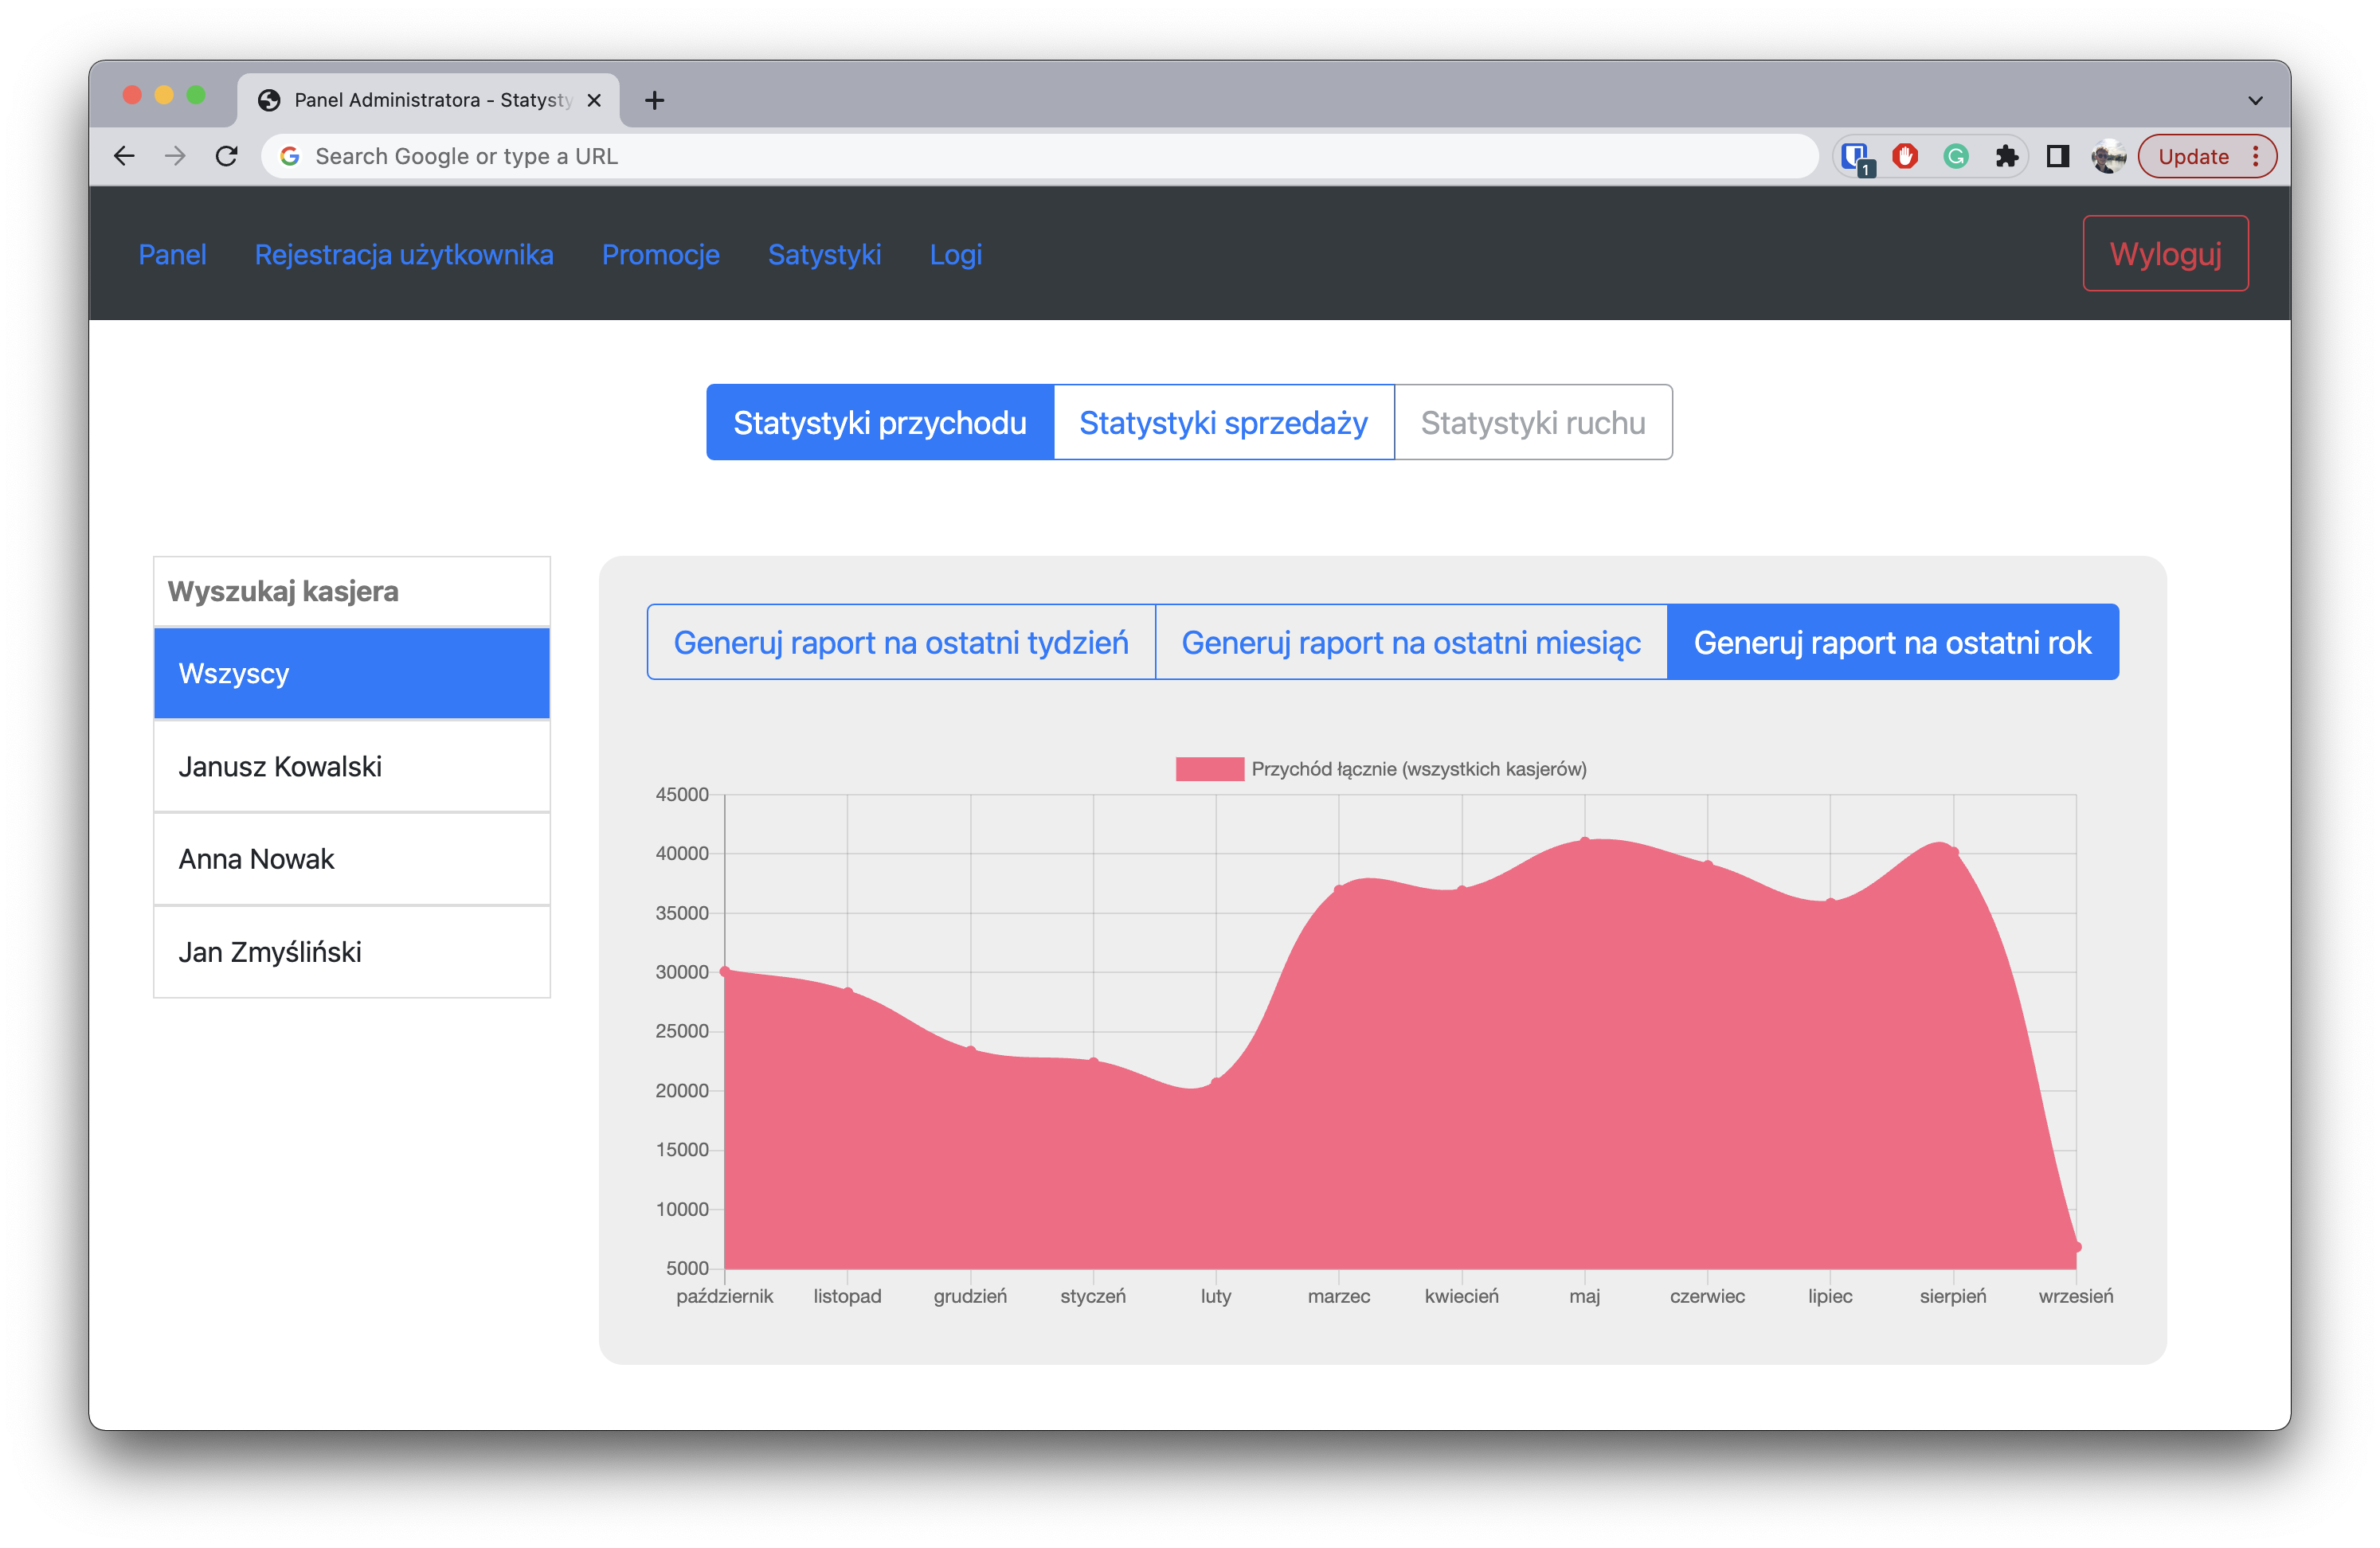 Panel Administratora - Statysty
Search Google or type a URL
1
Update
Panel Rejestracja użytkownika Promocje Satystyki Logi Wyloguj
Statystyki przychodu Statystyki sprzedaży Statystyki ruchu
Wyszukaj kasjera
Wszyscy
Janusz Kowalski
Anna Nowak
Jan Zmyśliński
Generuj raport na ostatni tydzień Generuj raport na ostatni miesiąc Generuj raport na ostatni rok
Przychód łącznie (wszystkich kasjerów)
45000
40000
35000
30000
25000
20000
15000
10000
5000
październik listopad grudzień styczeń luty marzec kwiecień maj czerwiec lipiec sierpień wrzesień